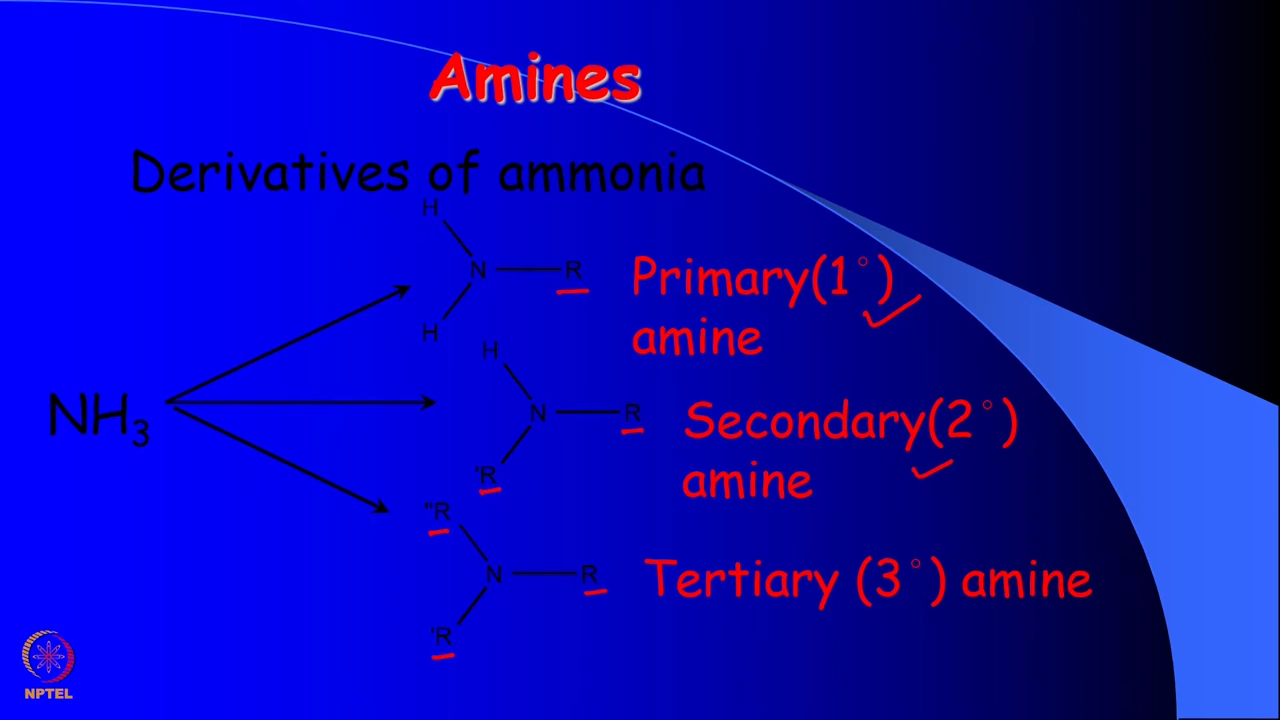 Amines
Derivatives of ammonia
H
N R
H
Primary(1°)
amine
NH3
H
N R
'R
Secondary(2°)
amine
"R
N R
'R
Tertiary (3°) amine
NPTEL